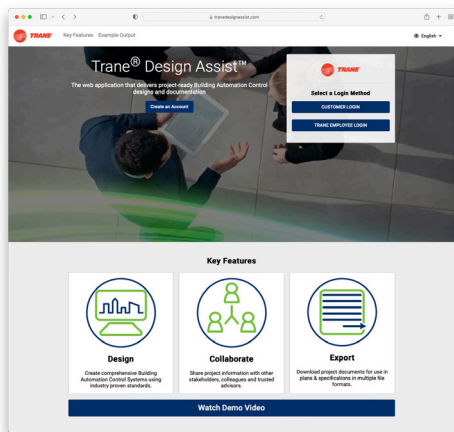 tranedesignassist.com
TRANE
Key Features
Example Output
English
Trane® Design Assist™
The web application that delivers project-ready Building Automation Control
designs and documentation
Create an Account
TRANE
Select a Login Method
CUSTOMER LOGIN
TRANE EMPLOYEE LOGIN
Key Features
Design
Create comprehensive Building
Automation Control Systems using
industry proven standards.
Collaborate
Share project information with other
stakeholders, colleagues and trusted
advisors.
Export
Download project documents for use in
plans & specifications in multiple file
formats.
Watch Demo Video